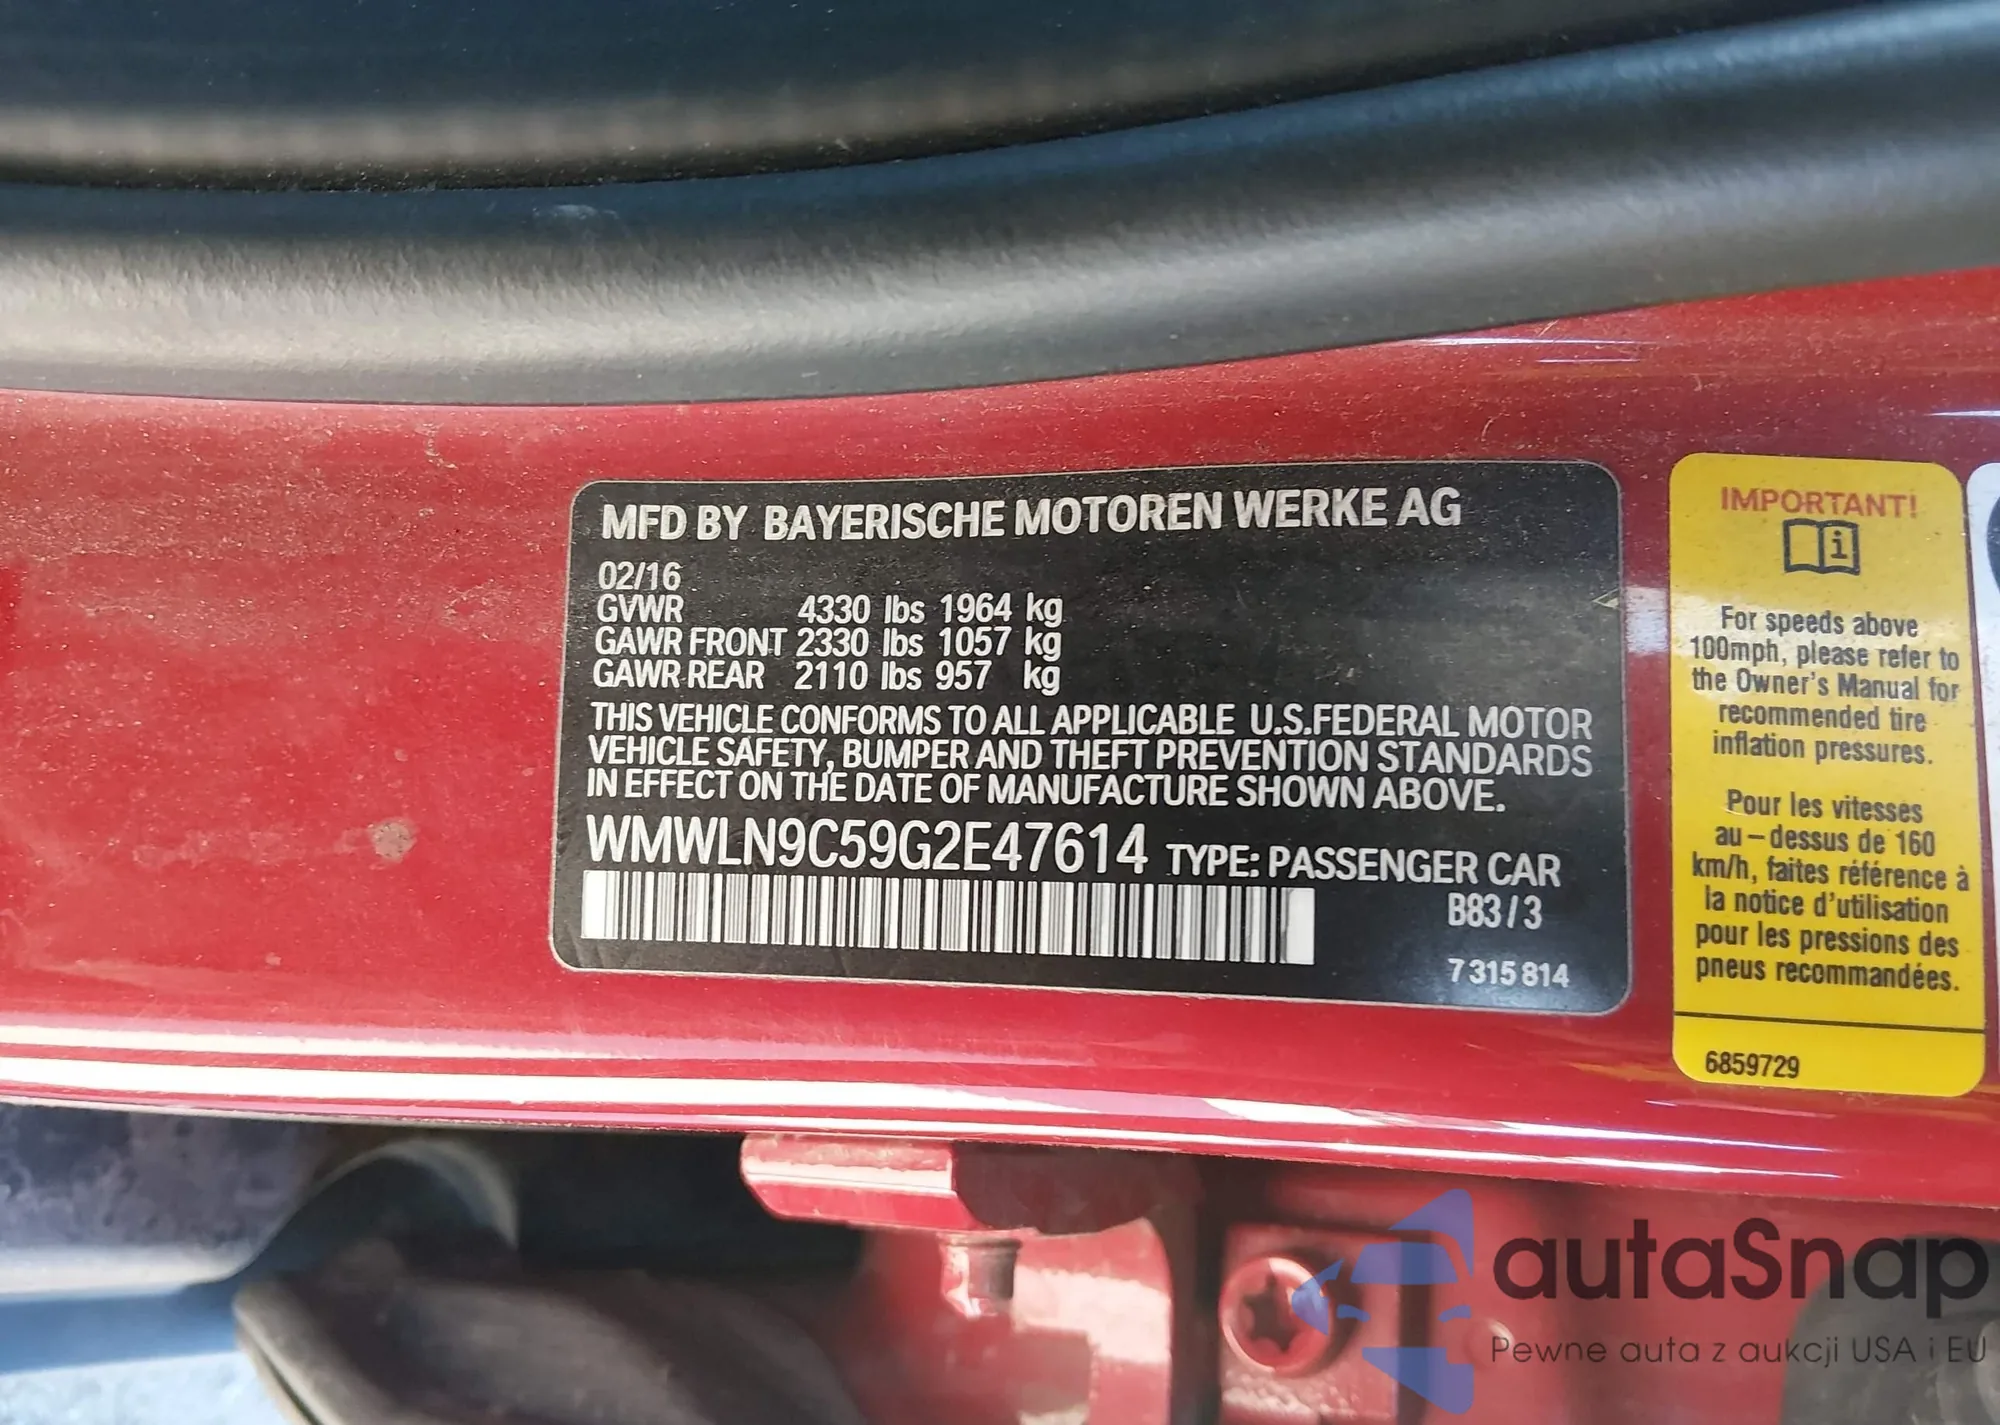 MFD BY BAYERISCHE MOTOREN WERKE AG
02/16
GVWR 4330 lbs 1964 kg
GAWR FRONT 2330 lbs 1057 kg
GAWR REAR 2110 lbs 957 kg
THIS VEHICLE CONFORMS TO ALL APPLICABLE U.S.FEDERAL MOTOR
VEHICLE SAFETY, BUMPER AND THEFT PREVENTION STANDARDS
IN EFFECT ON THE DATE OF MANUFACTURE SHOWN ABOVE.
WMWLN9C59G2E47614 TYPE: PASSENGER CAR
B83/3
7 315 814
IMPORTANT!
For speeds above
100mph, please refer to
the Owner's Manual for
recommended tire
inflation pressures.
Pour les vitesses
au-dessus de 160
km/h, faites référence à
la notice d'utilisation
pour les pressions des
pneus recommandées.
6859729
autaSnap
Pewne auta z aukcji USA i EU